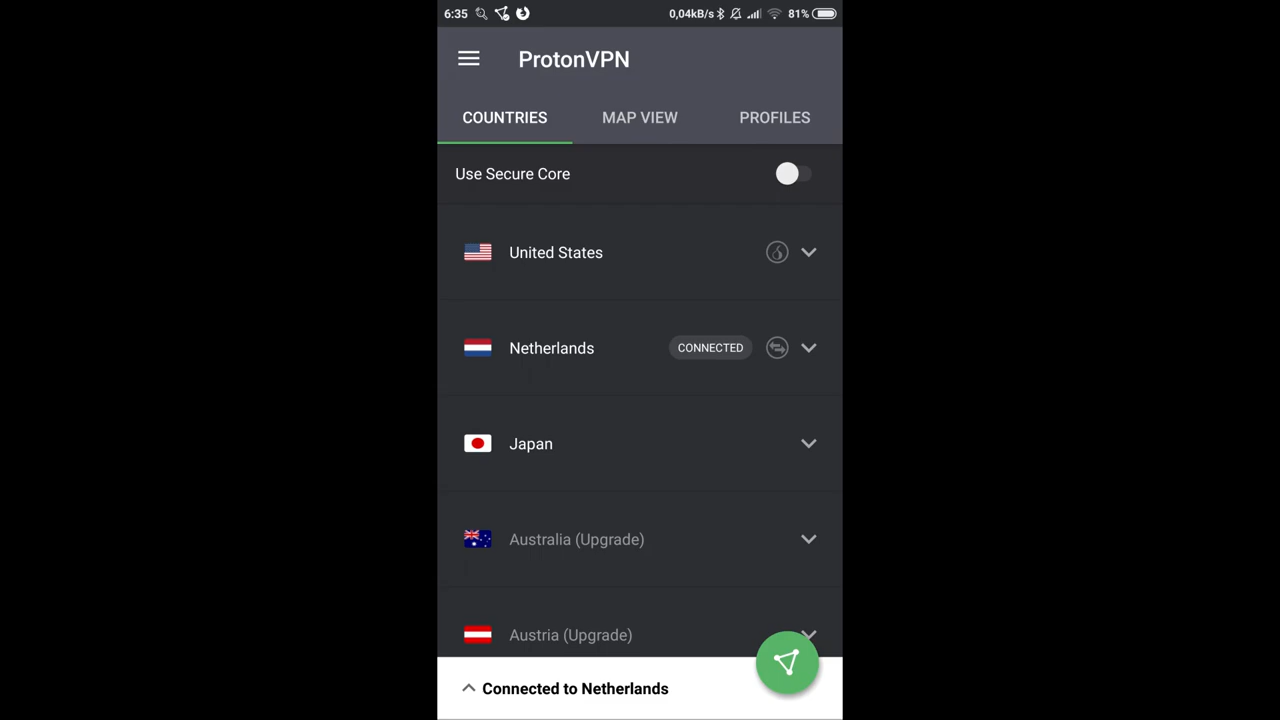 6:35 0,04kB/s 81%
ProtonVPN
COUNTRIES MAP VIEW PROFILES
Use Secure Core
United States
Netherlands CONNECTED
Japan
Australia (Upgrade)
Austria (Upgrade)
Connected to Netherlands